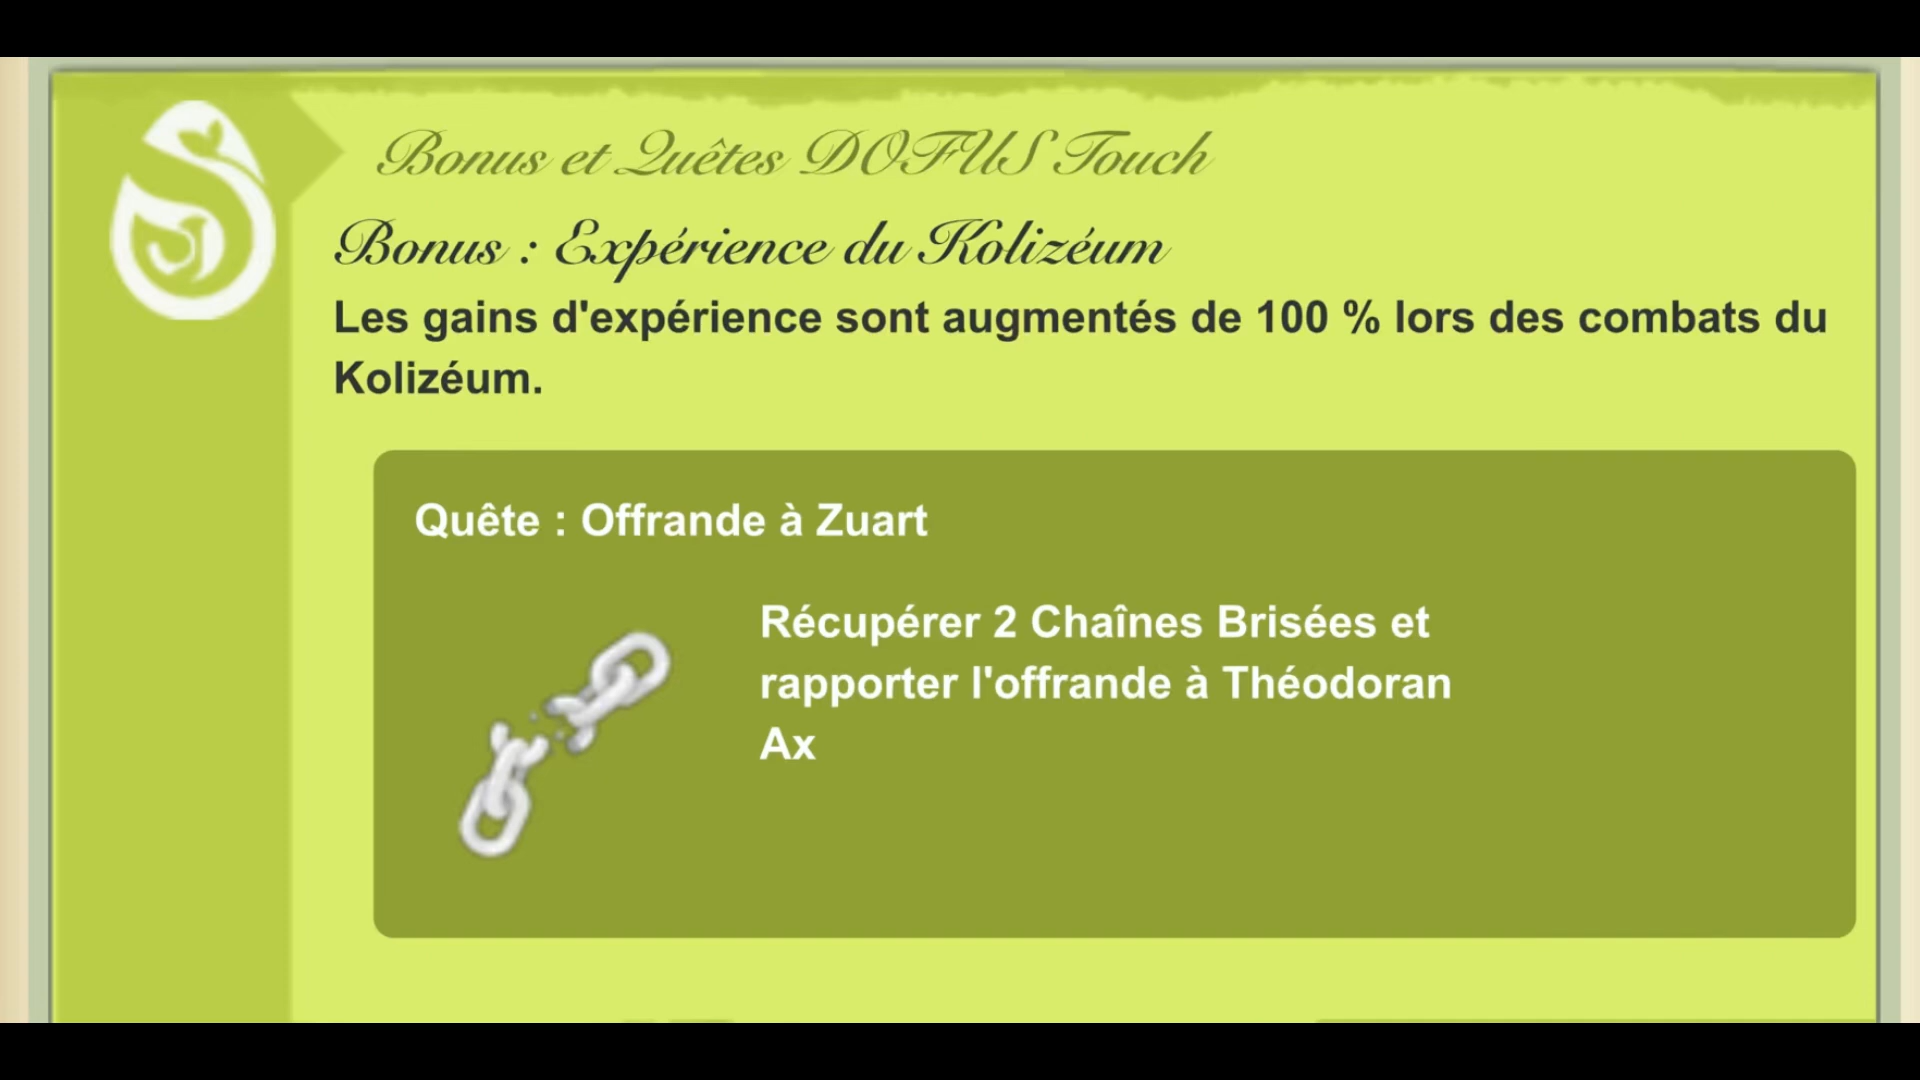 Bonus et Quêtes DOFUS Touch
Bonus : Expérience du Kolizéum
Les gains d'expérience sont augmentés de 100 % lors des combats du
Kolizéum.
Quête : Offrande à Zuart
Récupérer 2 Chaînes Brisées et
rapporter l'offrande à Théodoran
Ax